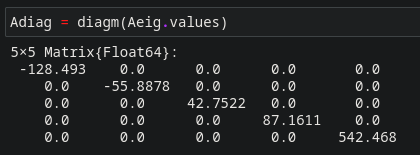 Adiag = diagm(Aeig.values)
5×5 Matrix{Float64}:
-128.493 0.0 0.0 0.0 0.0
0.0 -55.8878 0.0 0.0 0.0
0.0 0.0 42.7522 0.0 0.0
0.0 0.0 0.0 87.1611 0.0
0.0 0.0 0.0 0.0 542.468